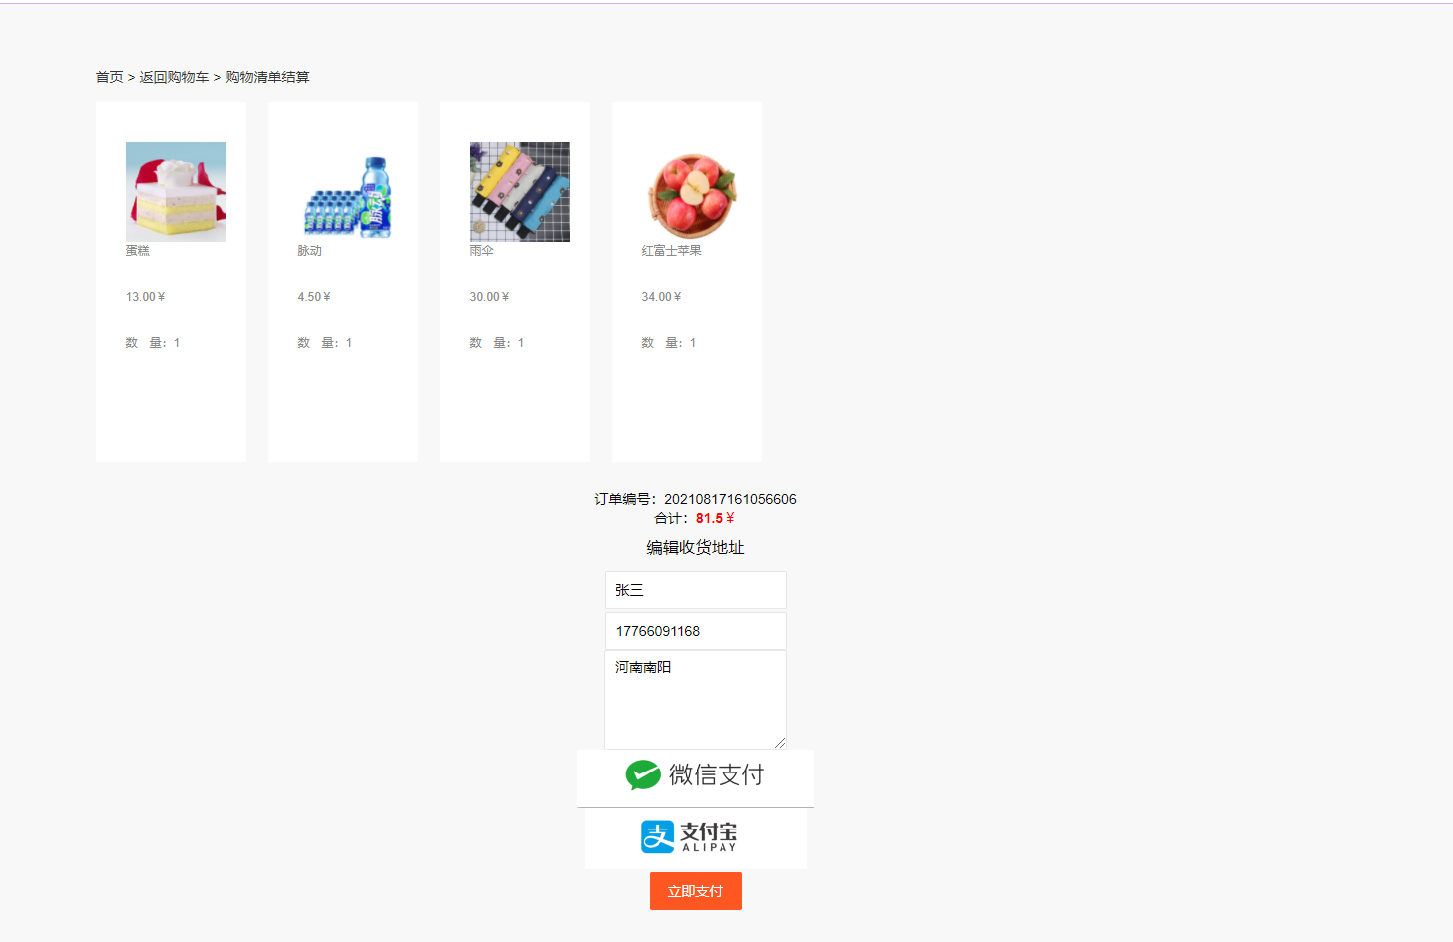 首页 > 返回购物车 > 购物清单结算
脉动
蛋糕
脉动
雨伞
红富士苹果
13.00￥
4.50￥
30.00￥
34.00￥
数 量：1
数 量：1
数 量：1
数 量：1
订单编号：20210817161056606
合计：81.5￥
编辑收货地址
张三
17766091168
河南南阳
微信支付
支付宝
ALIPAY
立即支付